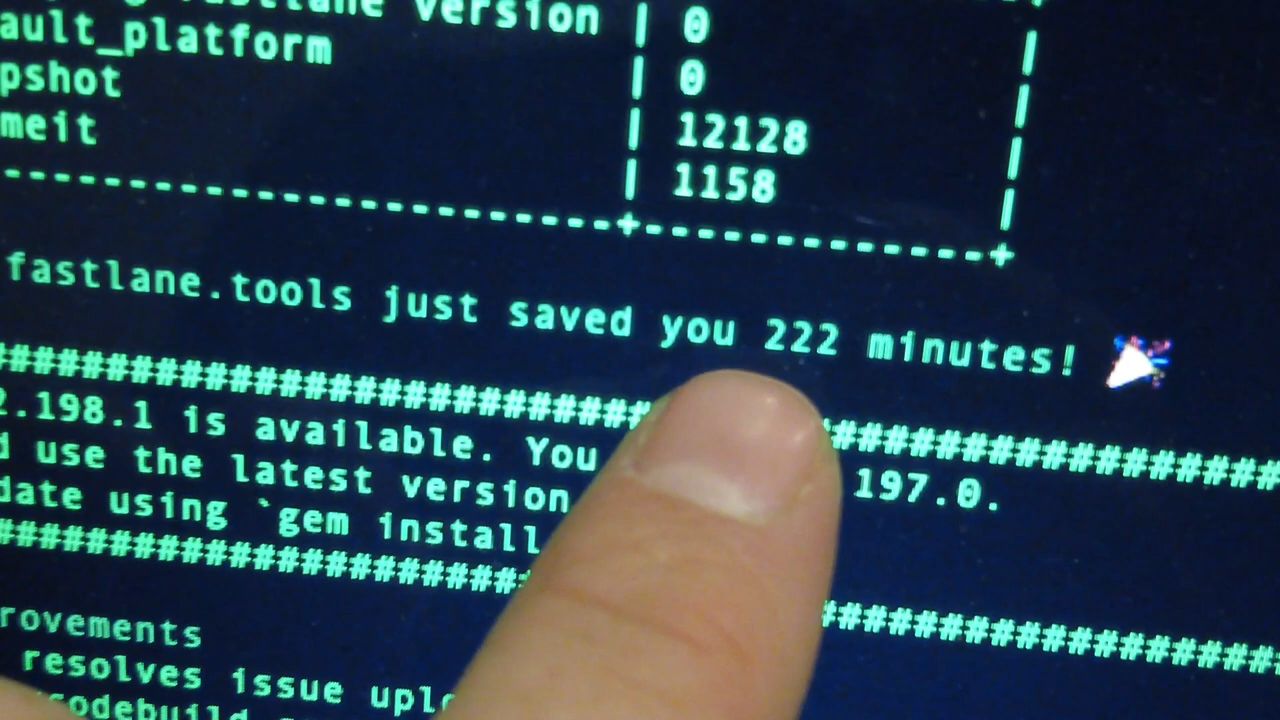 fastlane version | 0
ault_platform | 0
pshot | 12128
meit | 1158
-----------------------------+--------------+
fastlane.tools just saved you 222 minutes! 🎉
################################################
2.198.1 is available. You 197.0.
d use the latest version
date using `gem install
################################################
rovements
resolves issue uplo